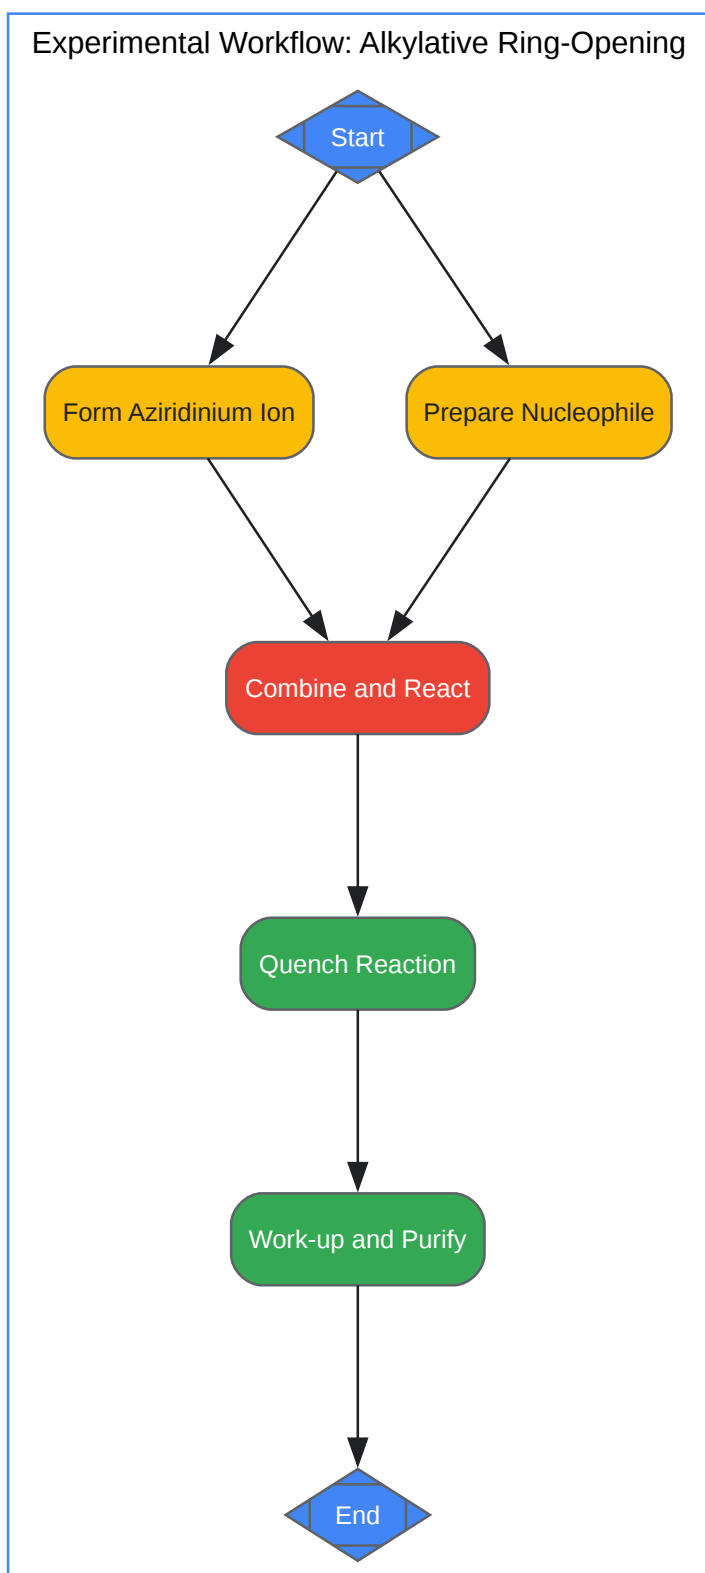 Experimental Workflow: Alkylative Ring-Opening
Start
Form Aziridinium Ion
Prepare Nucleophile
Combine and React
Quench Reaction
Work-up and Purify
End